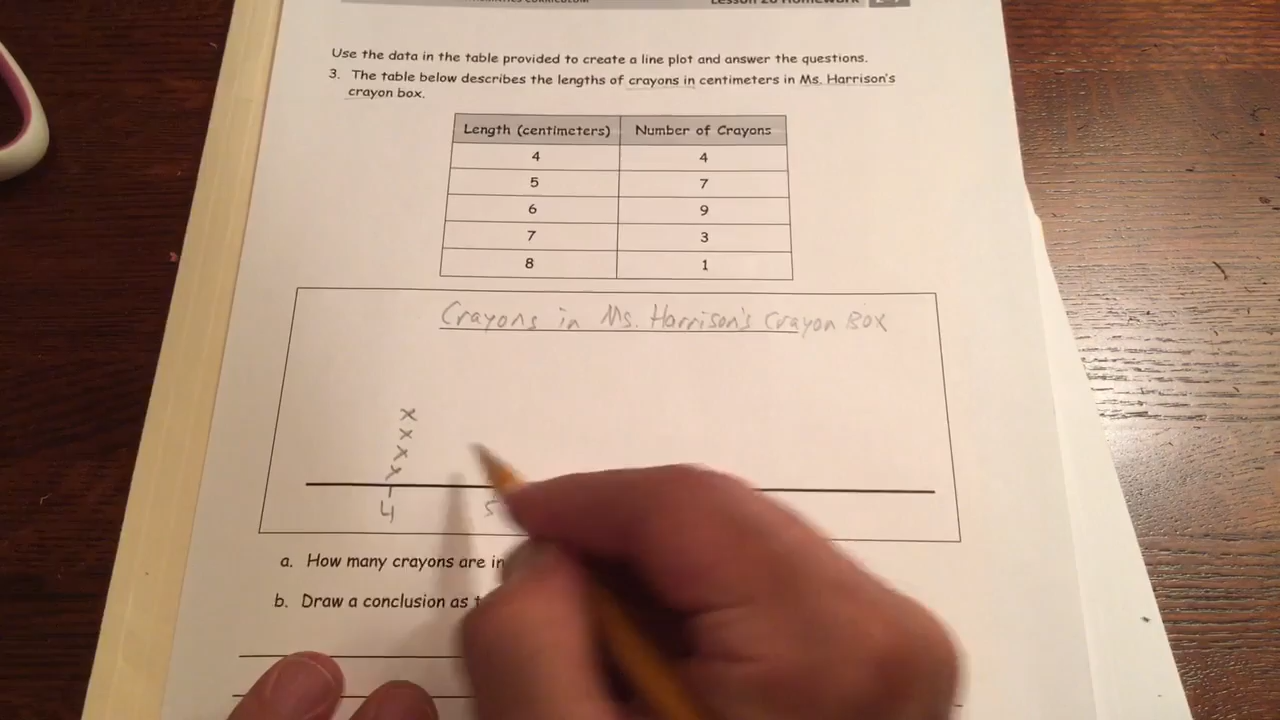 Use the data in the table provided to create a line plot and answer the questions.
3. The table below describes the lengths of crayons in centimeters in Ms. Harrison's
crayon box.
Length (centimeters) Number of Crayons
4 4
5 7
6 9
7 3
8 1
Crayons in Ms. Harrison's Crayon Box
x
x
x
x
4 5
a. How many crayons are in
b. Draw a conclusion as